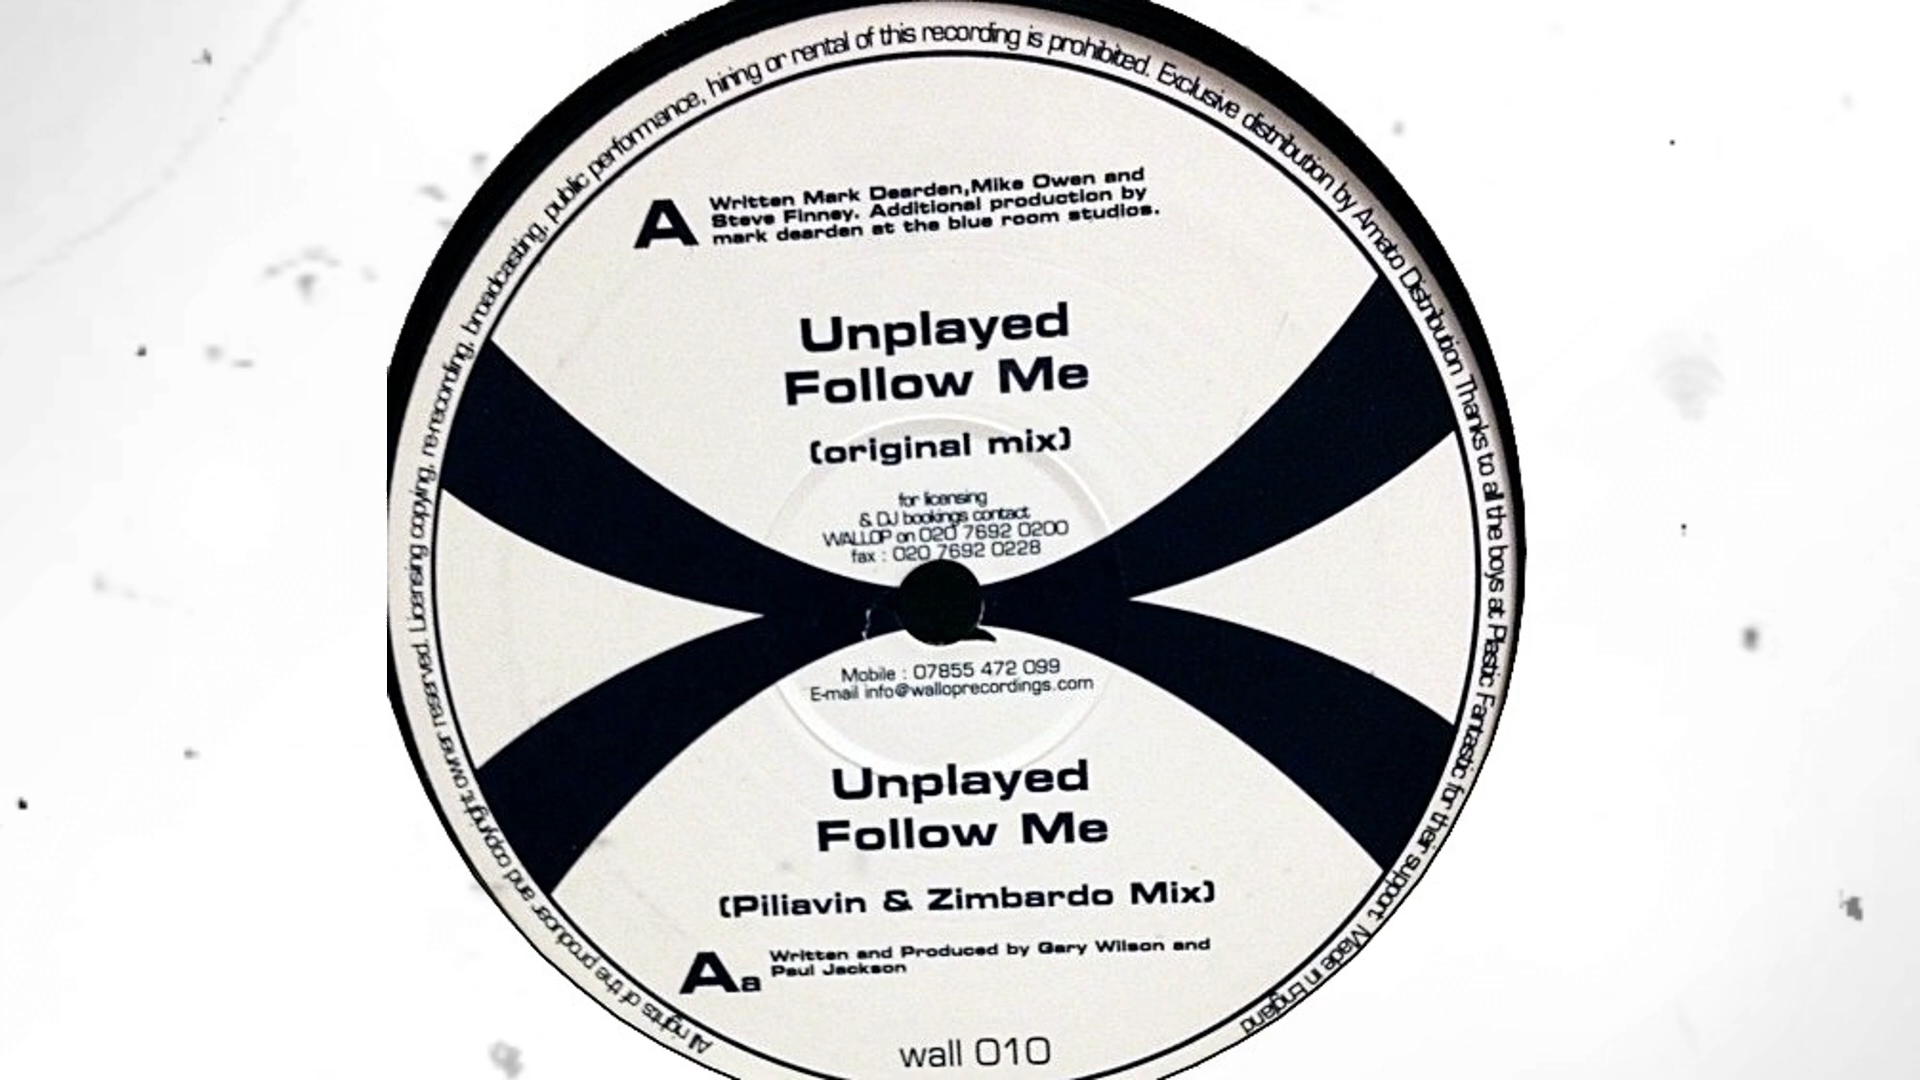 All rights of the producer and copyright owner reserved. Licensing copying, re-recording, broadcasting, public performance, hiring or rental of this recording is prohibited. Exclusive distribution by Amato Distribution Thanks to all the boys at Plastic Fantastic for their support. Made in England
A
Written Mark Dearden,Mike Owen and
Steve Finney. Additional production by
mark dearden at the blue room studios.
Unplayed
Follow Me
(original mix)
for licensing
& DJ bookings contact
WALLOP on 020 7692 0200
fax : 020 7692 0228
Mobile : 07855 472 099
E-mail info@walloprecordings.com
Unplayed
Follow Me
(Piliavin & Zimbardo Mix)
Aa
Written and Produced by Gary Wilson and
Paul Jackson
wall 010